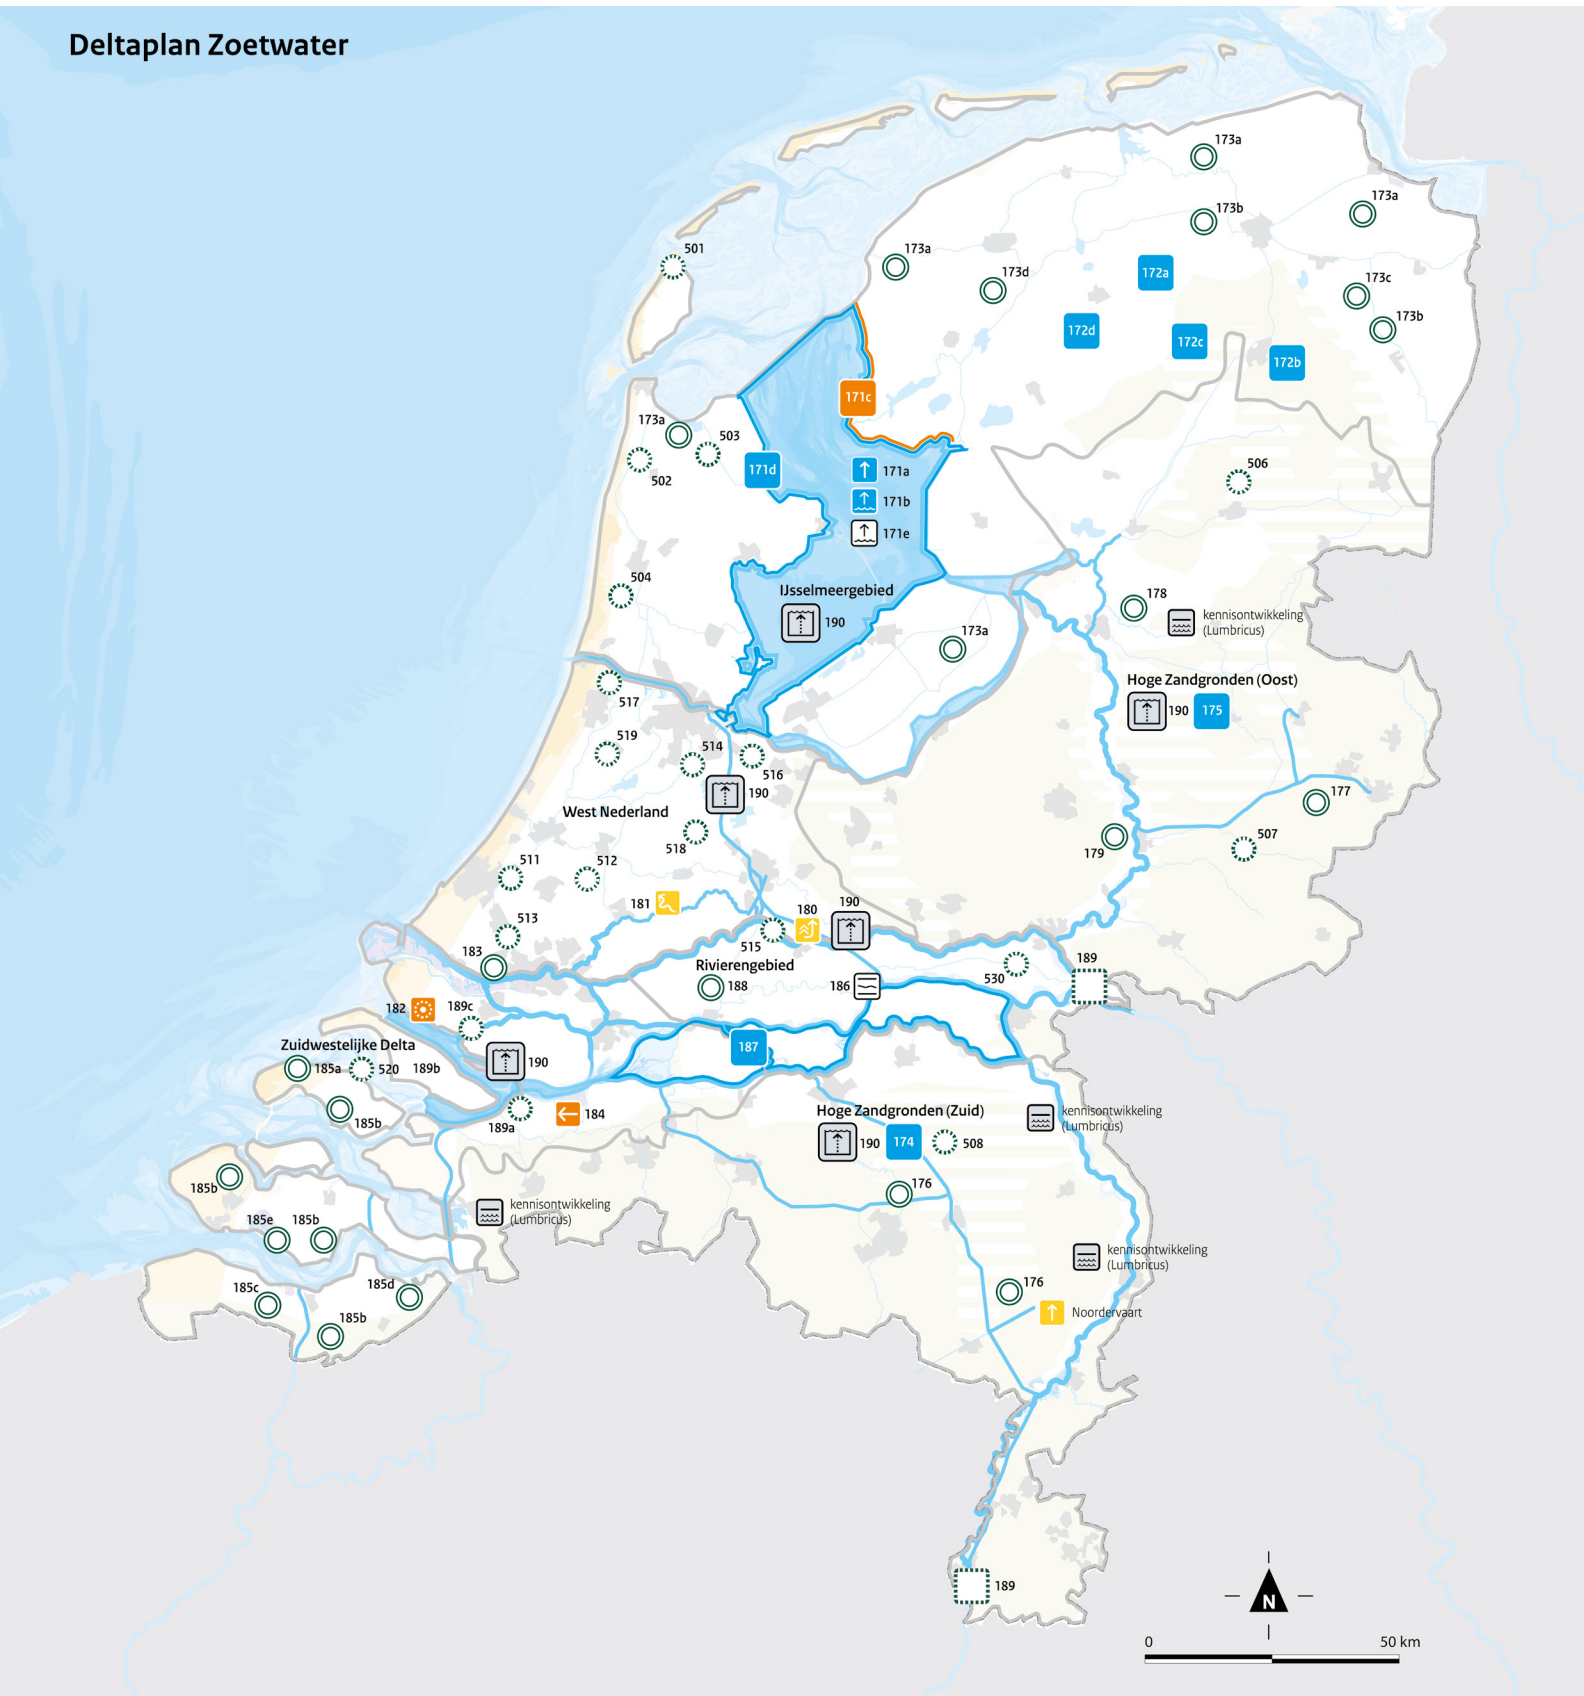 Deltaplan Zoetwater
173a
173a
173b
501
173a
173d
172a
173c
173b
172d
172c
172b
171c
173a
503
502
171d
171a
171b
171e
506
504
IJsselmeergebied
190
178
kennisontwikkeling
(Lumbricus)
173a
Hoge Zandgronden (Oost)
190
175
517
519
514
516
190
177
West Nederland
518
507
179
511
512
181
180
190
513
515
183
Rivierengebied
188
186
530
189
182
189c
187
Zuidwestelijke Delta
185a
520
189b
190
185b
189a
184
Hoge Zandgronden (Zuid)
190
174
508
kennisontwikkeling
(Lumbricus)
176
185b
kennisontwikkeling
(Lumbricus)
185e
185b
kennisontwikkeling
(Lumbricus)
185c
185d
185b
176
Noordervaart
189
N
0
50 km